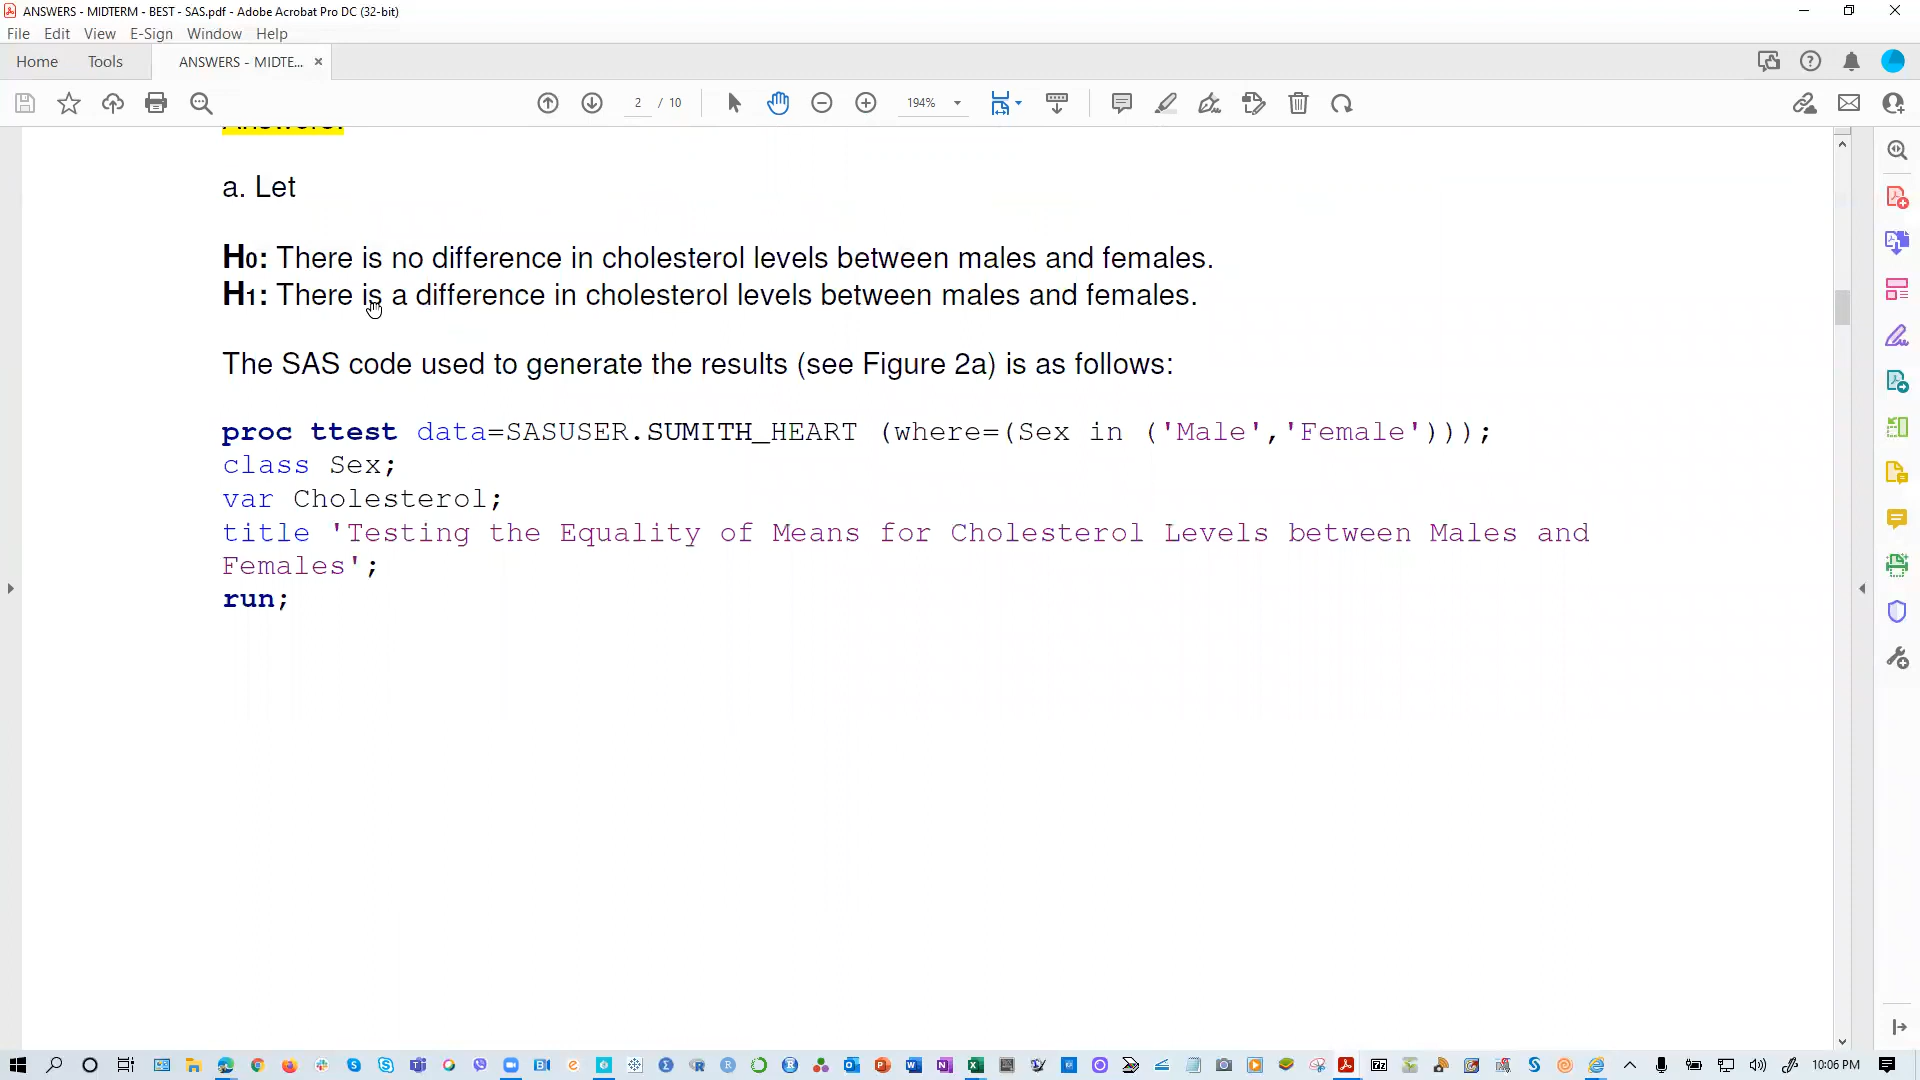 ANSWERS - MIDTERM - BEST - SAS.pdf - Adobe Acrobat Pro DC (32-bit)
File Edit View E-Sign Window Help
Home Tools ANSWERS - MIDTE... ×
2 / 10 194%
Answers:
a. Let
H0: There is no difference in cholesterol levels between males and females.
H1: There is a difference in cholesterol levels between males and females.
The SAS code used to generate the results (see Figure 2a) is as follows:
proc ttest data=SASUSER.SUMITH_HEART (where=(Sex in ('Male','Female')));
class Sex;
var Cholesterol;
title 'Testing the Equality of Means for Cholesterol Levels between Males and
Females';
run;
10:06 PM